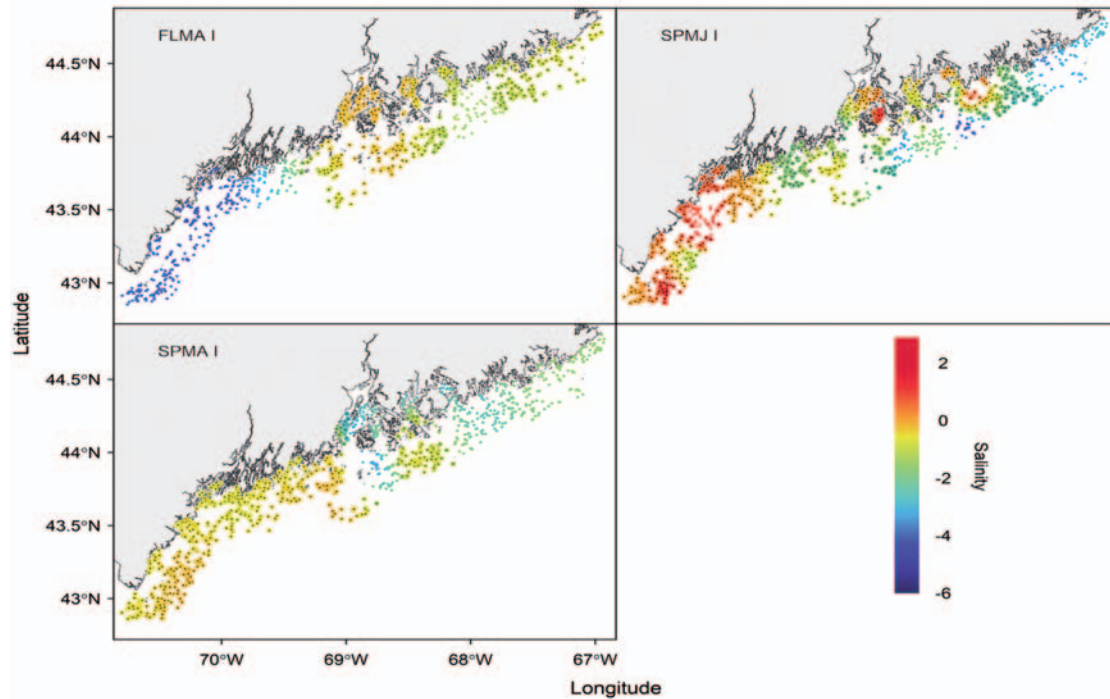 FLMA I
SPMJ I
44.5°N
44°N
43.5°N
43°N
SPMA I
44.5°N
44°N
43.5°N
43°N
Latitude
70°W
69°W
68°W
67°W
Longitude
2
0
-2
-4
-6
Salinity